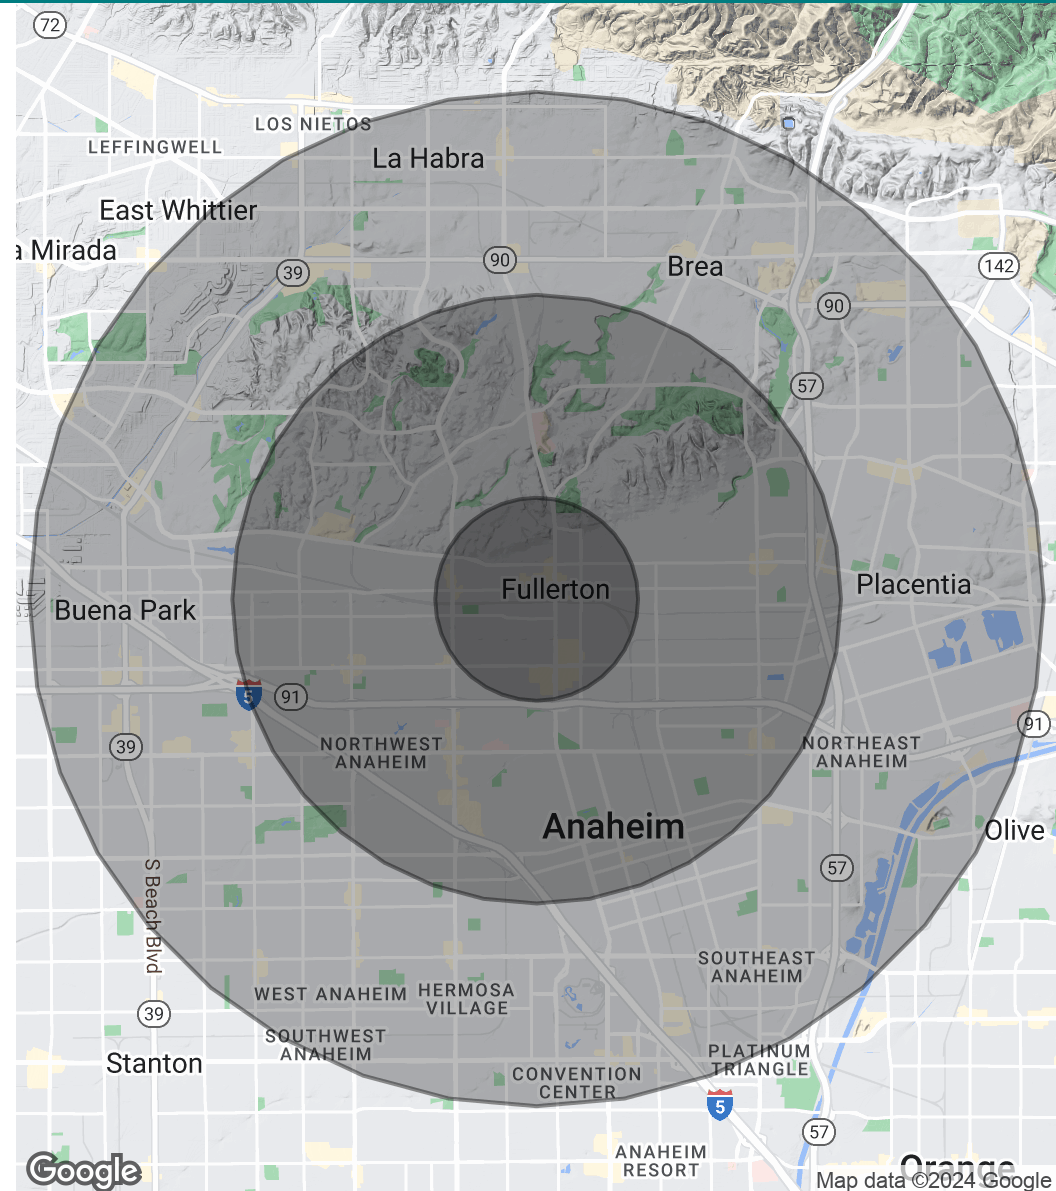 72
LOS NIETOS
LEFFINGWELL
La Habra
East Whittier
a Mirada
90
39
Brea
142
90
57
Fullerton
Placentia
Buena Park
5
91
91
39
NORTHWEST
ANAHEIM
NORTHEAST
ANAHEIM
Anaheim
Olive
57
S Beach Blvd
SOUTHEAST
ANAHEIM
WEST ANAHEIM
HERMOSA
VILLAGE
39
SOUTHWEST
ANAHEIM
Stanton
PLATINUM
TRIANGLE
CONVENTION
CENTER
5
57
ANAHEIM
RESORT
Orange
Google
Map data ©2024 Google